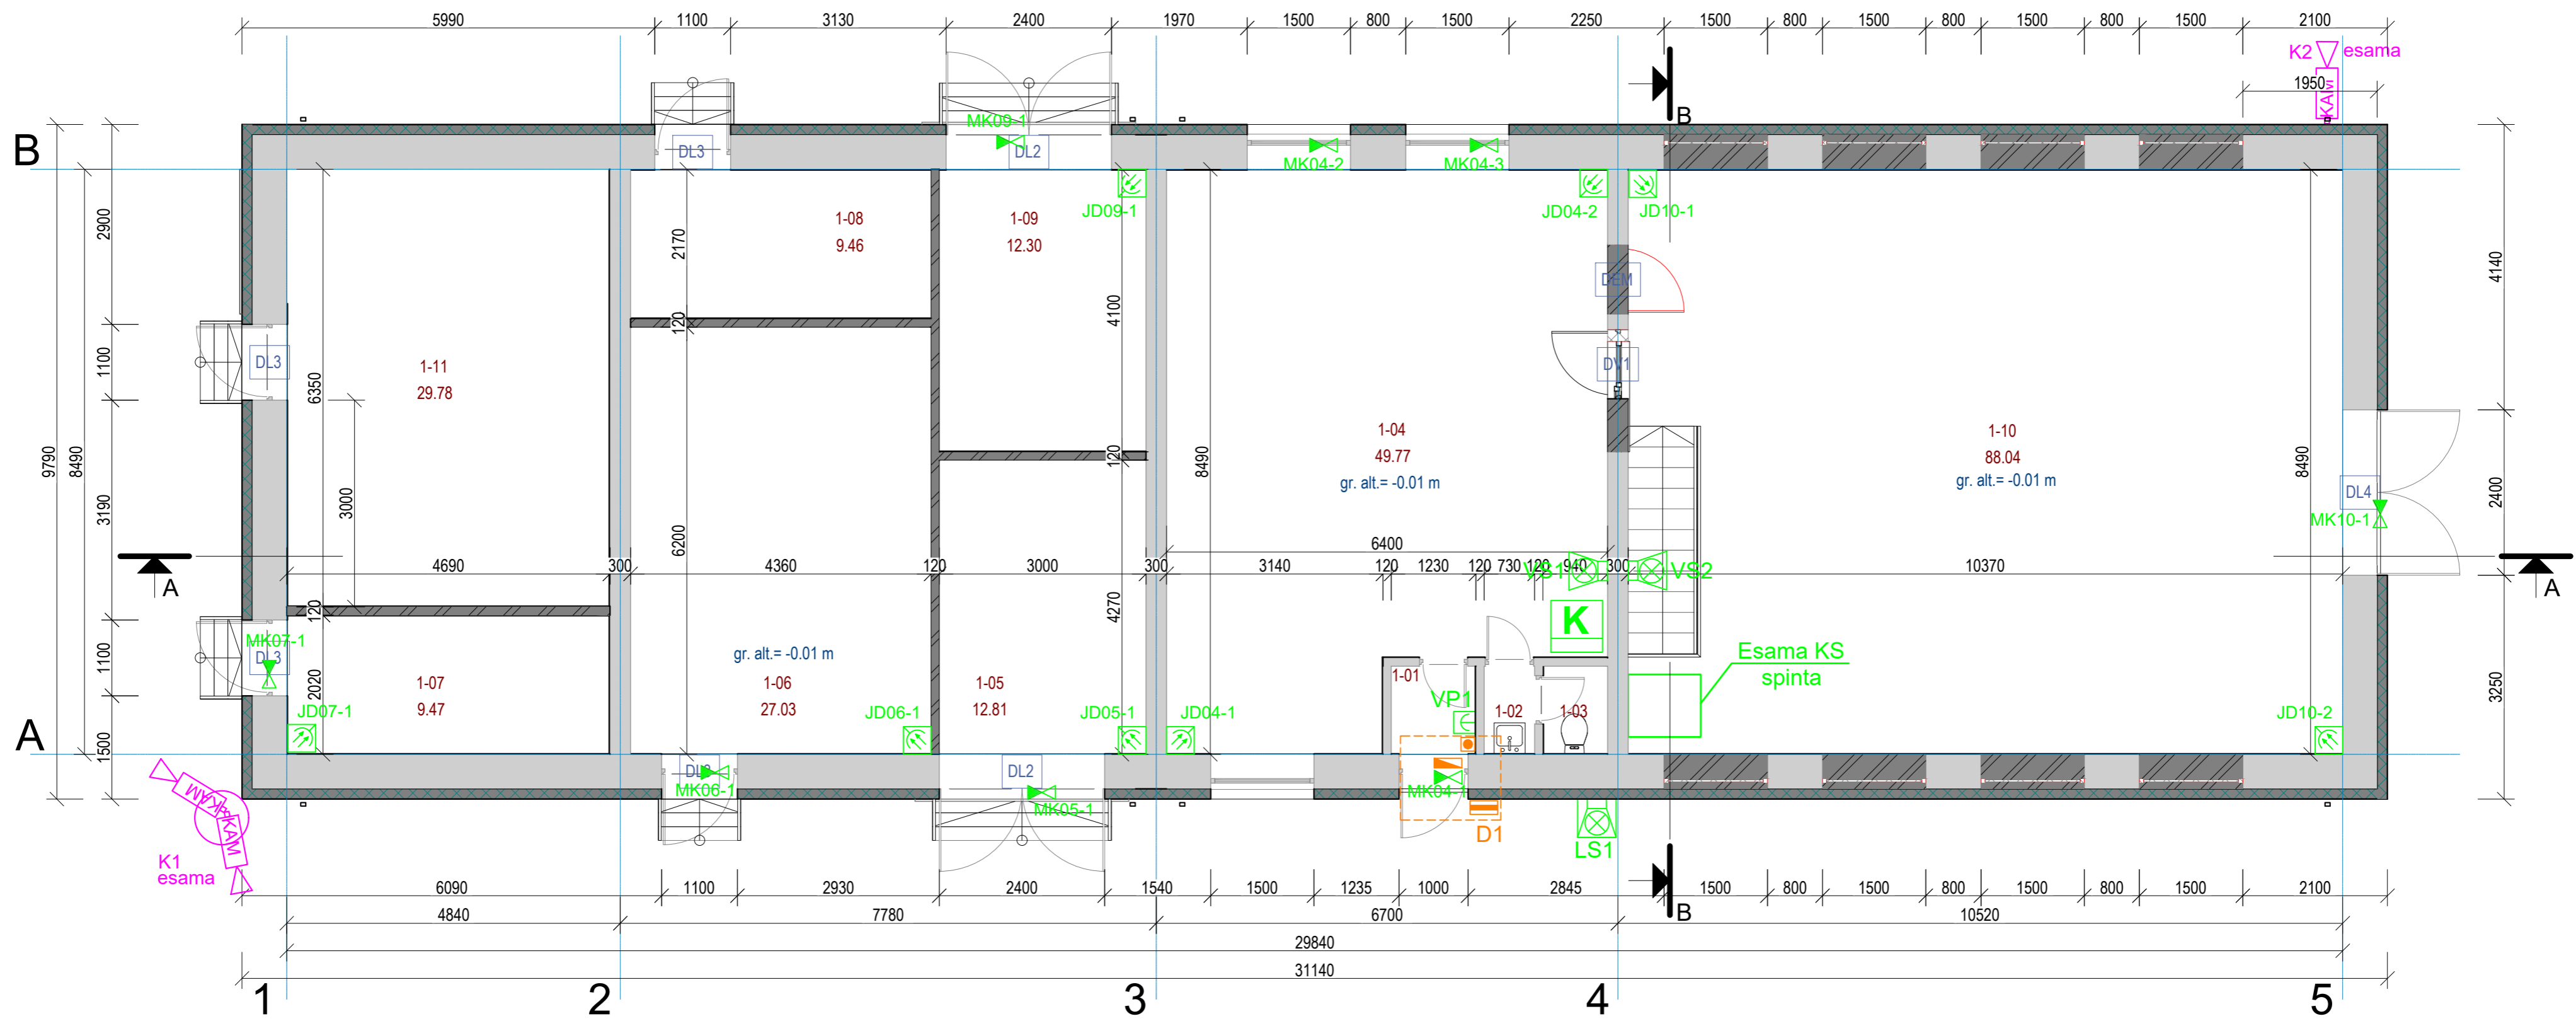 5990 1100 3130 2400 1970 1500 800 1500 2250 1500 800 1500 800 1500 800 1500 2100
K2 esama
1950
B
B
MK09-1
DL3
DL2
MK04-2
MK04-3
JD09-1
JD04-2
JD10-1
1-08
9.46
1-09
12.30
2900
2170
4140
DEM
4100
120
1100
DL3
1-11
29.78
6350
DV1
1-04
49.77
gr. alt.= -0.01 m
1-10
88.04
gr. alt.= -0.01 m
9790
8490
3190
3000
120
8490
8490
DL4
2400
MK10-1
6200
6400
A
4690 300 4360 120 3000 300 3140 120 1230 120 730 120 940 300 10370
VS1
VS2
A
120
4270
K
MK07-1
DL3
1100
2020
gr. alt.= -0.01 m
Esama KS
spinta
3250
1-07
9.47
1-06
27.03
1-05
12.81
1-01
VP1
1-02
1-03
JD07-1
JD06-1
JD05-1
JD04-1
JD10-2
A
1500
DL2
MK06-1
MK05-1
MK04-1
KAM
KAM
K1
esama
D1
LS1
6090 1100 2930 2400 1540 1500 1235 1000 2845 1500 800 1500 800 1500 800 1500 2100
B
4840 7780 6700 10520
29840
31140
1 2 3 4 5